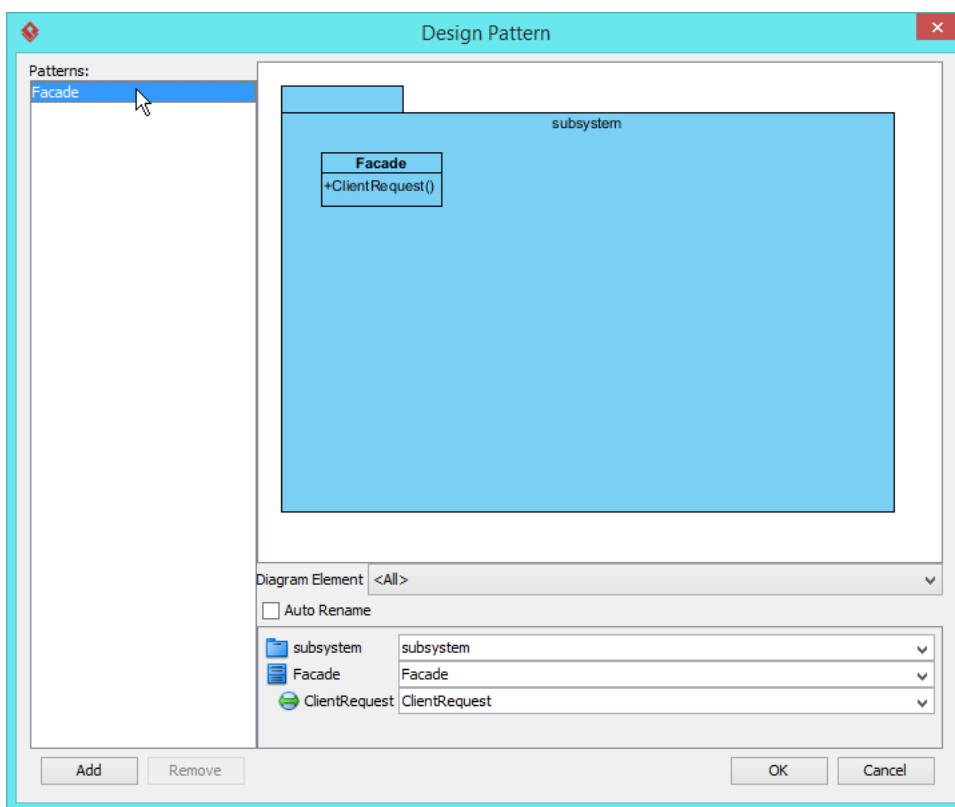 Design Pattern
Patterns:
Facade
subsystem
Facade
+ClientRequest()
Diagram Element <All>
Auto Rename
subsystem subsystem
Facade Facade
ClientRequest ClientRequest
Add Remove OK Cancel